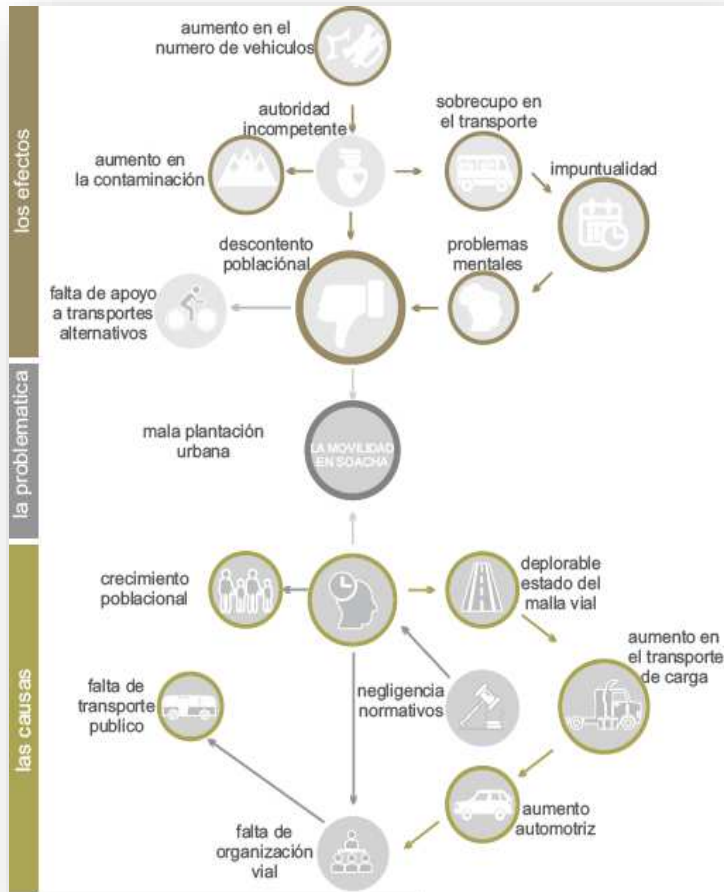 los efectos
aumento en el
numero de vehiculos
autoridad
incompetente
sobrecupo en
el transporte
aumento en
la contaminación
impuntualidad
descontento
poblaciónal
problemas
mentales
falta de apoyo
a transportes
alternativos
la problematica
mala plantación
urbana
LA MOVILIDAD
EN SOACHA
las causas
crecimiento
poblacional
deplorable
estado del
malla vial
aumento en
el transporte
de carga
falta de
transporte
publico
negligencia
normativos
aumento
automotriz
falta de
organización
vial